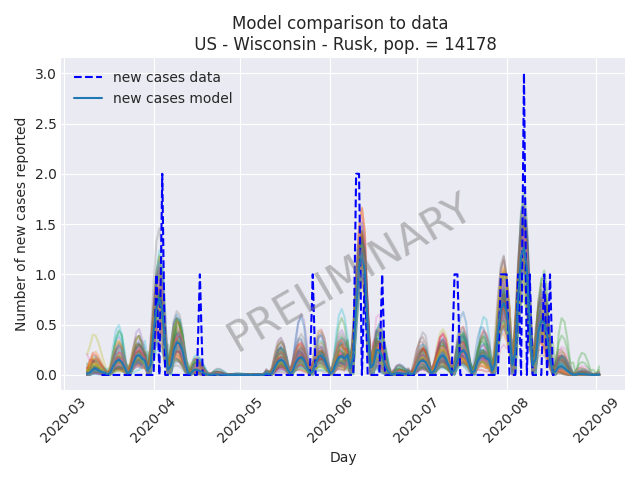 Model comparison to data
US - Wisconsin - Rusk, pop. = 14178
new cases data
new cases model
PRELIMINARY
Number of new cases reported
3.0
2.5
2.0
1.5
1.0
0.5
0.0
2020-03
2020-04
2020-05
2020-06
2020-07
2020-08
2020-09
Day